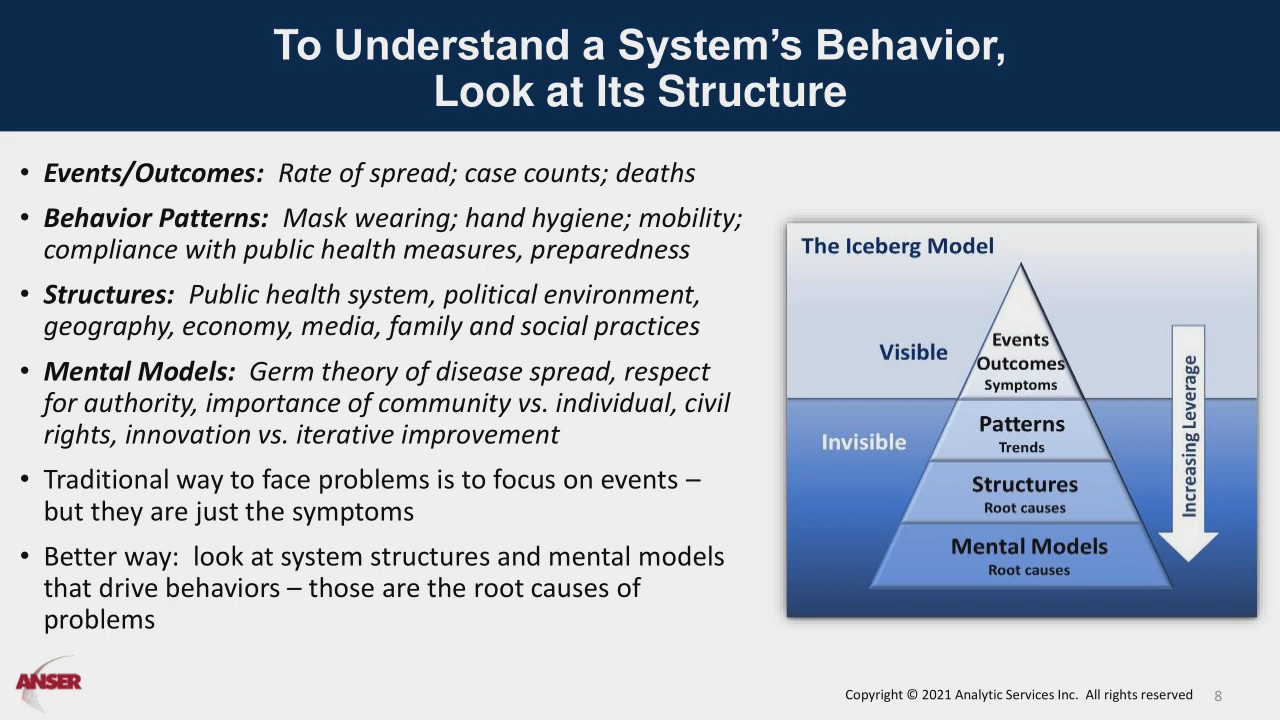 To Understand a System’s Behavior,
Look at Its Structure
• Events/Outcomes: Rate of spread; case counts; deaths
• Behavior Patterns: Mask wearing; hand hygiene; mobility;
compliance with public health measures, preparedness
• Structures: Public health system, political environment,
geography, economy, media, family and social practices
• Mental Models: Germ theory of disease spread, respect
for authority, importance of community vs. individual, civil
rights, innovation vs. iterative improvement
• Traditional way to face problems is to focus on events –
but they are just the symptoms
• Better way: look at system structures and mental models
that drive behaviors – those are the root causes of
problems
The Iceberg Model
Visible
Events
Outcomes
Symptoms
Invisible
Patterns
Trends
Structures
Root causes
Mental Models
Root causes
Increasing Leverage
ANSER
Copyright © 2021 Analytic Services Inc. All rights reserved
8